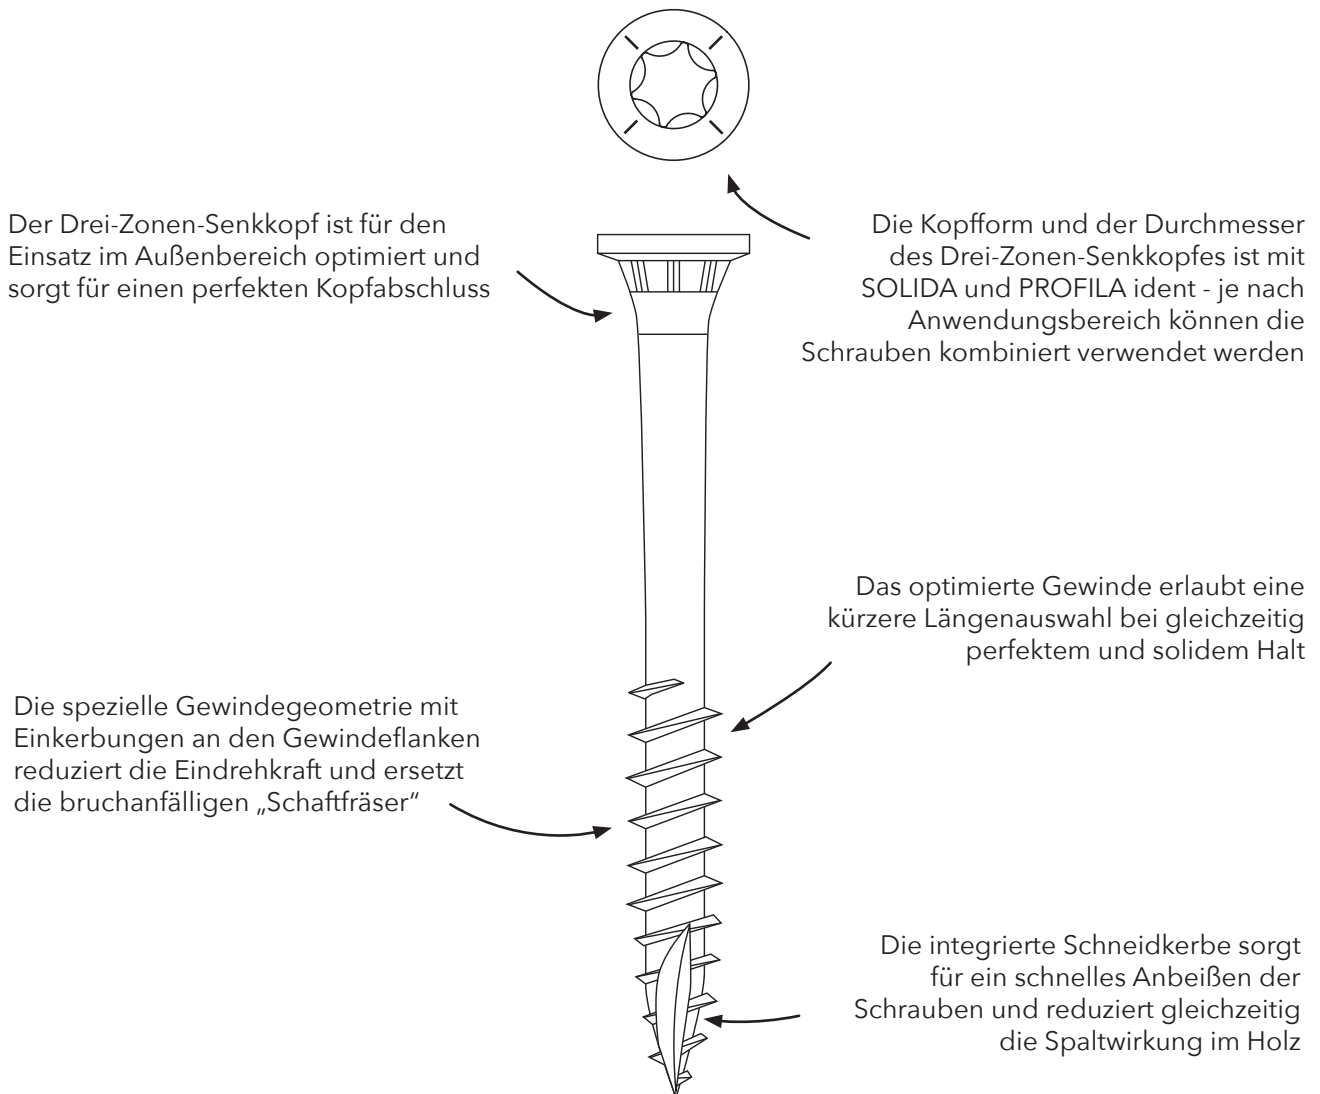 Der Drei-Zonen-Senkkopf ist für den
Einsatz im Außenbereich optimiert und
sorgt für einen perfekten Kopfabschluss
Die Kopfform und der Durchmesser
des Drei-Zonen-Senkkopfes ist mit
SOLIDA und PROFILA ident - je nach
Anwendungsbereich können die
Schrauben kombiniert verwendet werden
Das optimierte Gewinde erlaubt eine
kürzere Längenauswahl bei gleichzeitig
perfektem und solidem Halt
Die spezielle Gewindegeometrie mit
Einkerbungen an den Gewindeflanken
reduziert die Eindrehkraft und ersetzt
die bruchanfälligen „Schaftfräser“
Die integrierte Schneidkerbe sorgt
für ein schnelles Anbeißen der
Schrauben und reduziert gleichzeitig
die Spaltwirkung im Holz